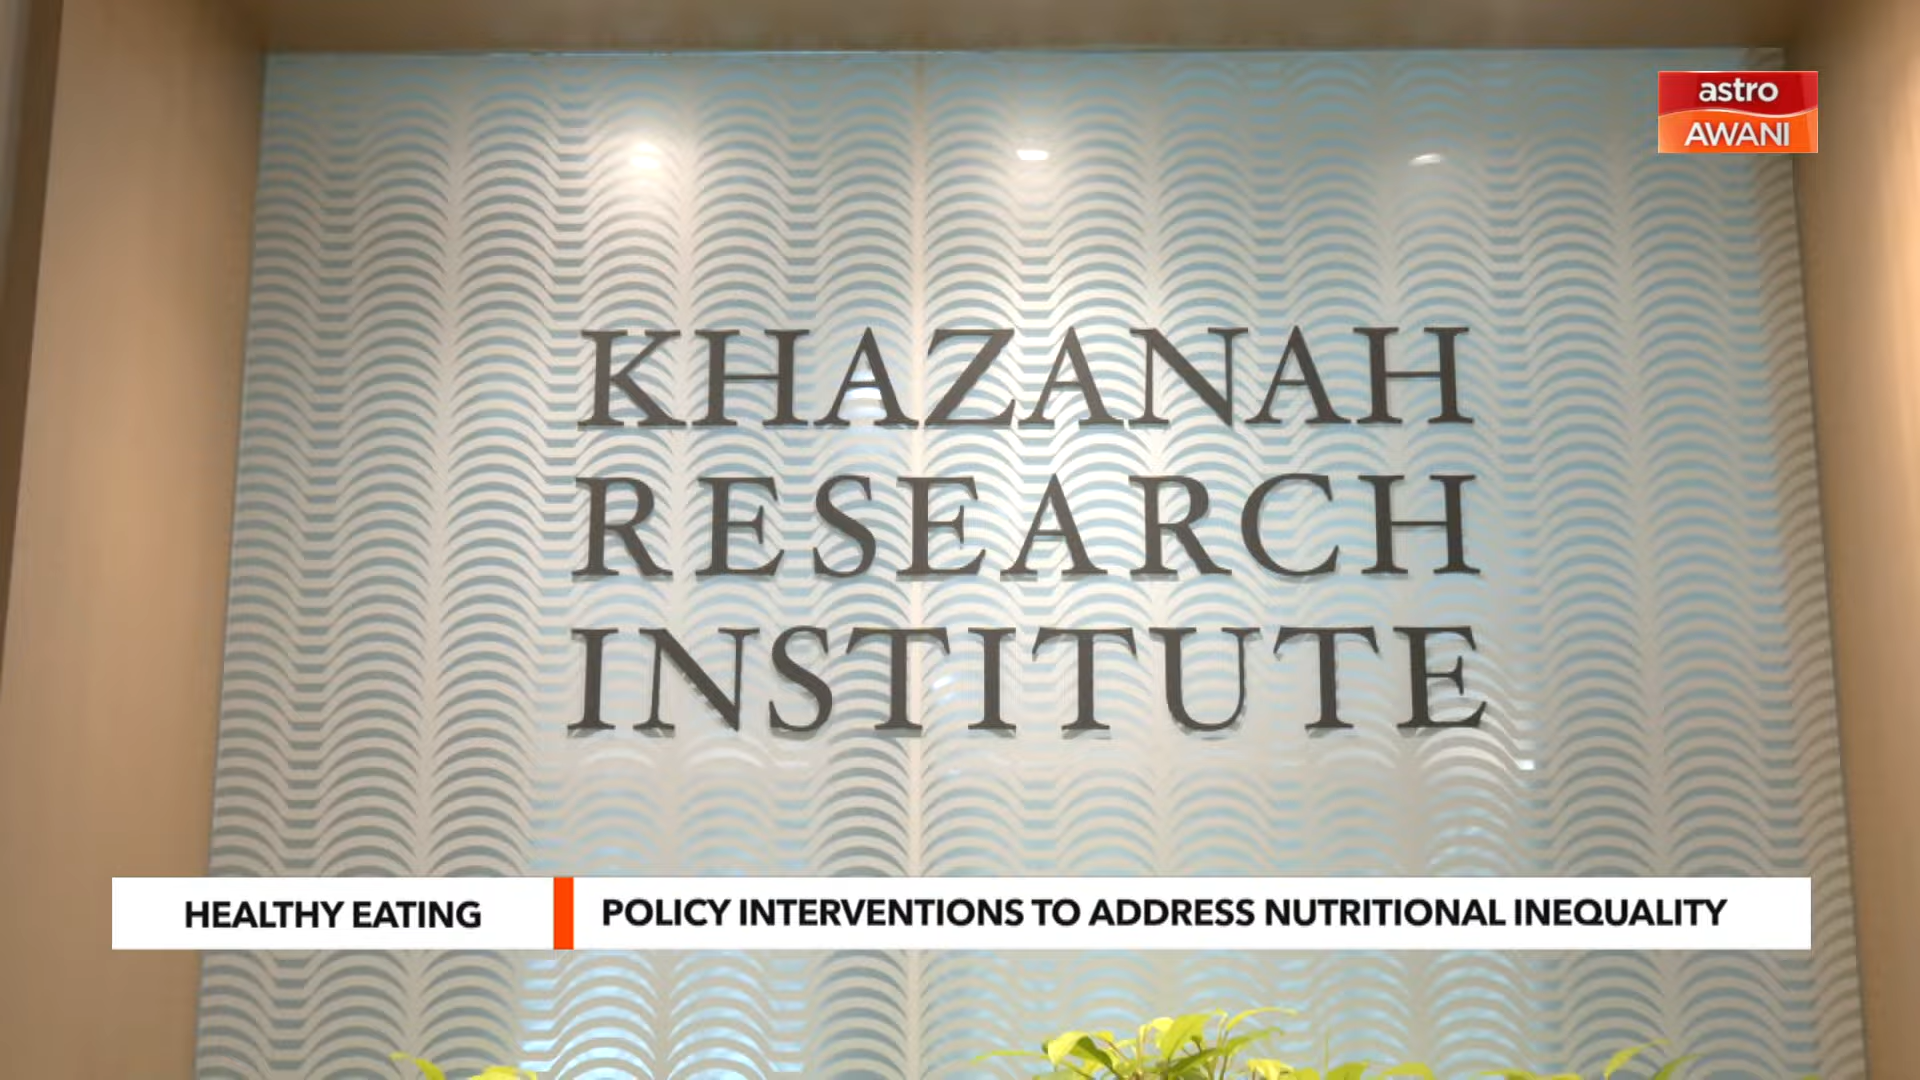 astro
AWANI
KHAZANAH
RESEARCH
INSTITUTE
HEALTHY EATING
POLICY INTERVENTIONS TO ADDRESS NUTRITIONAL INEQUALITY